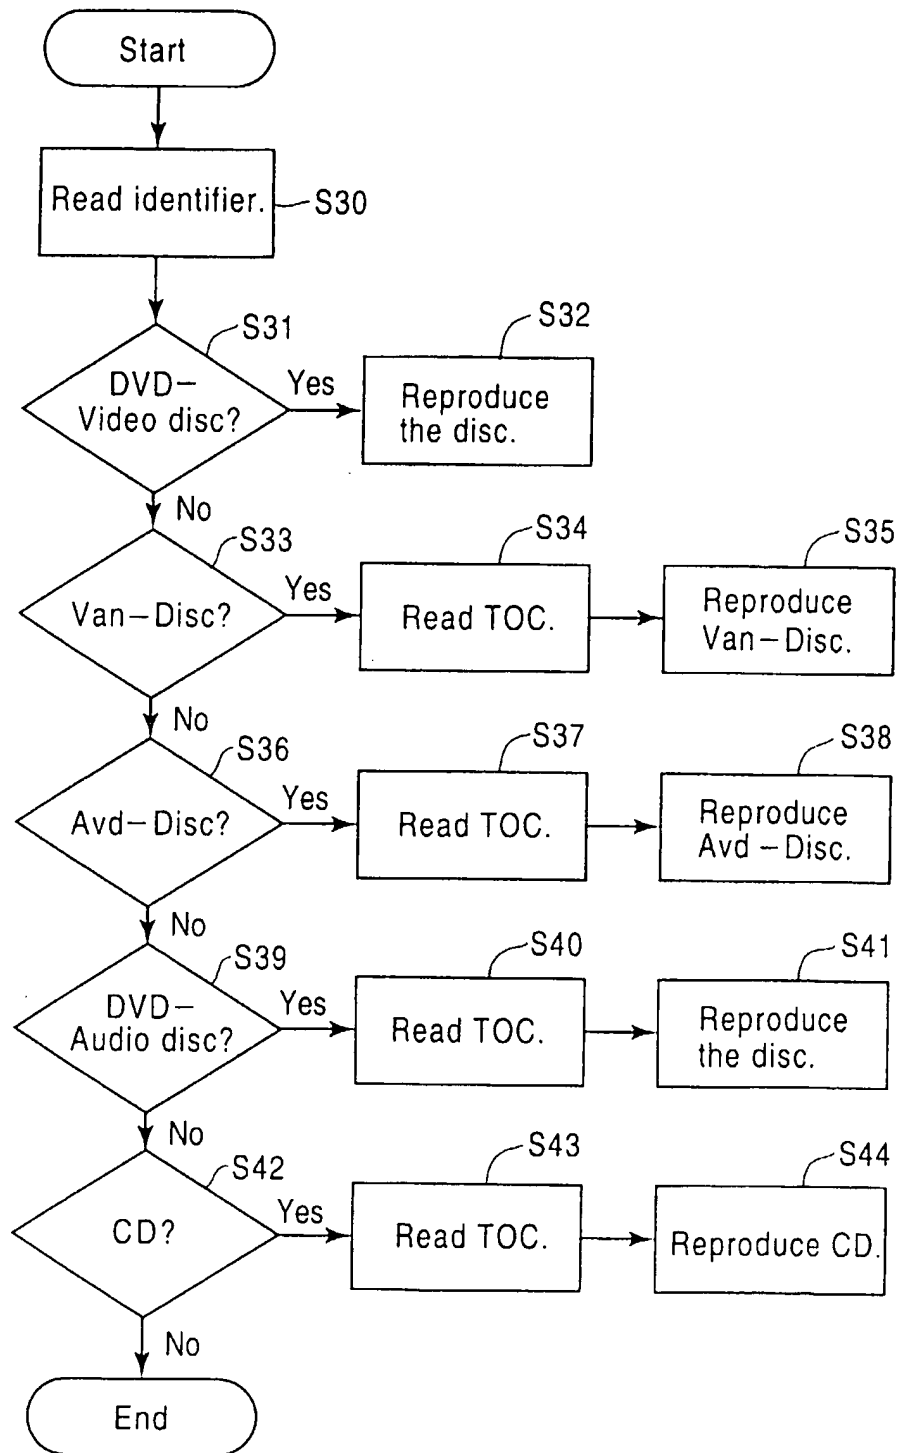 Start
Read identifier.
S30
S31
DVD–
Video disc?
Yes
S32
Reproduce
the disc.
No
S33
Van–Disc?
Yes
S34
Read TOC.
S35
Reproduce
Van–Disc.
No
S36
Avd–Disc?
Yes
S37
Read TOC.
S38
Reproduce
Avd –Disc.
No
S39
DVD–
Audio disc?
Yes
S40
Read TOC.
S41
Reproduce
the disc.
No
S42
CD?
Yes
S43
Read TOC.
S44
Reproduce CD.
No
End